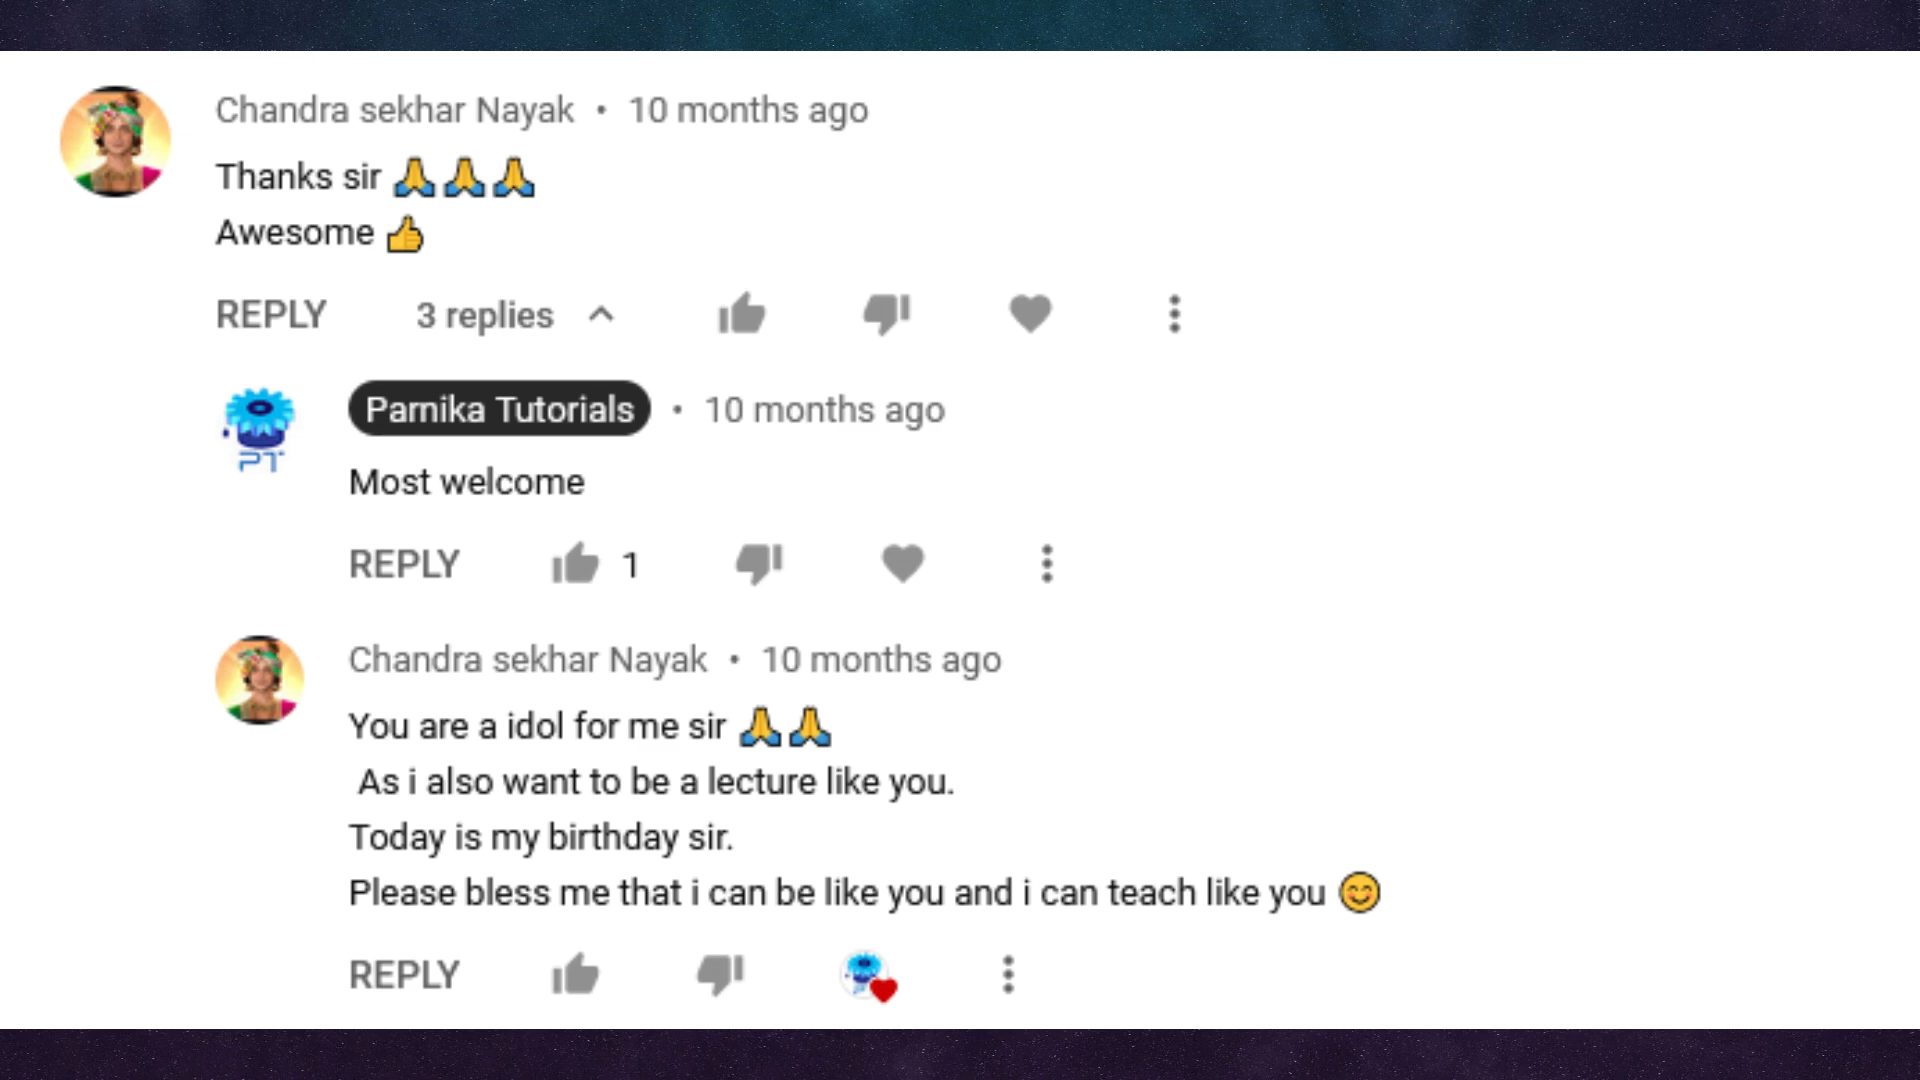 Chandra sekhar Nayak • 10 months ago
Thanks sir 🙏🙏🙏
Awesome 👍
REPLY 3 replies
Parnika Tutorials • 10 months ago
PT
Most welcome
REPLY 1
Chandra sekhar Nayak • 10 months ago
You are a idol for me sir 🙏🙏
As i also want to be a lecture like you.
Today is my birthday sir.
Please bless me that i can be like you and i can teach like you 😊
REPLY